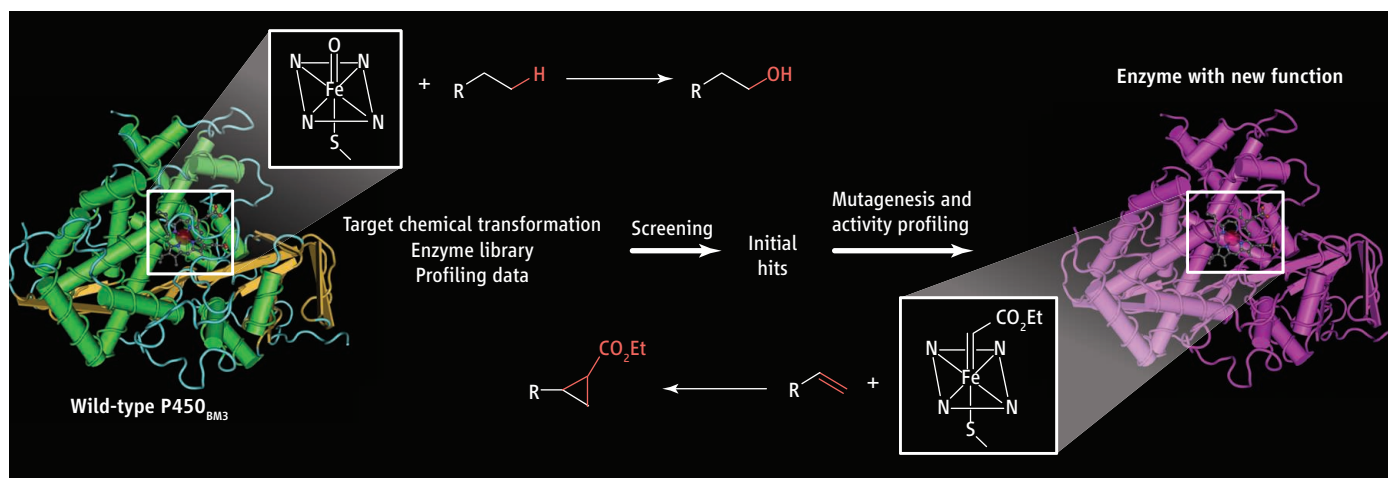 O
N N
Fe
N N
S
+
R
H
R
OH
Enzyme with new function
Target chemical transformation
Enzyme library
Profiling data
Screening
Initial
hits
Mutagenesis and
activity profiling
Wild-type P450BM3
CO2Et
R
R
+
CO2Et
N N
Fe
N N
S